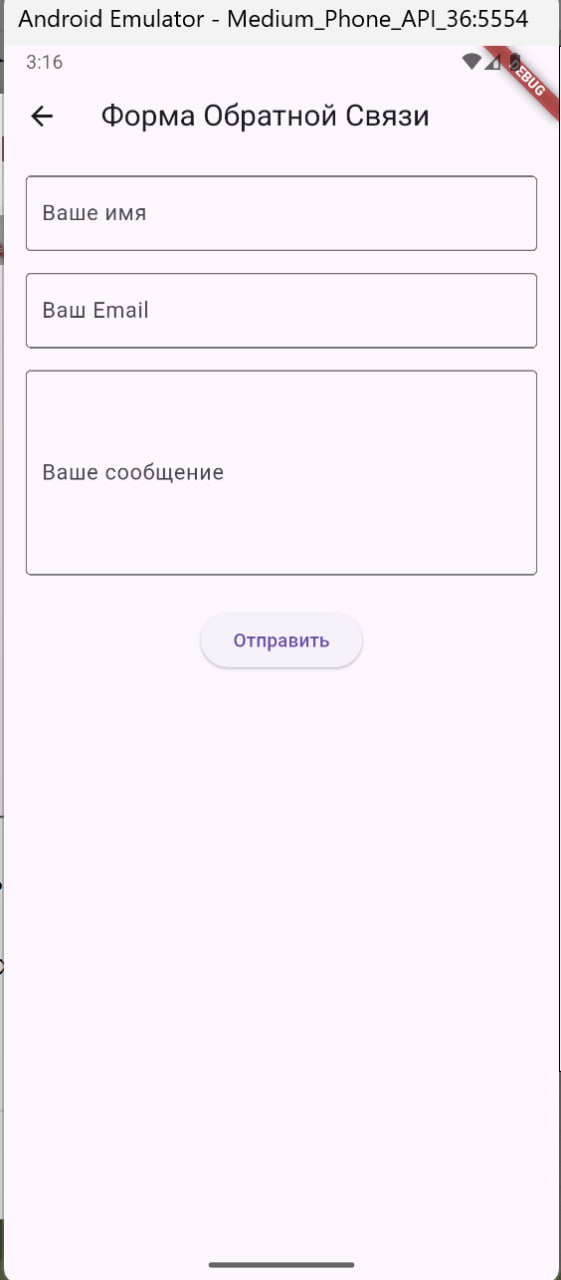 Android Emulator - Medium_Phone_API_36:5554
3:16
DEBUG
Форма Обратной Связи
Ваше имя
Ваш Email
Ваше сообщение
Отправить